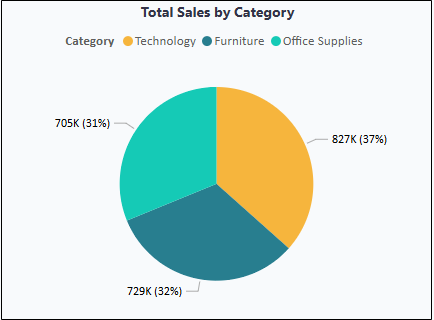 Total Sales by Category
Category Technology Furniture Office Supplies
705K (31%)
827K (37%)
729K (32%)